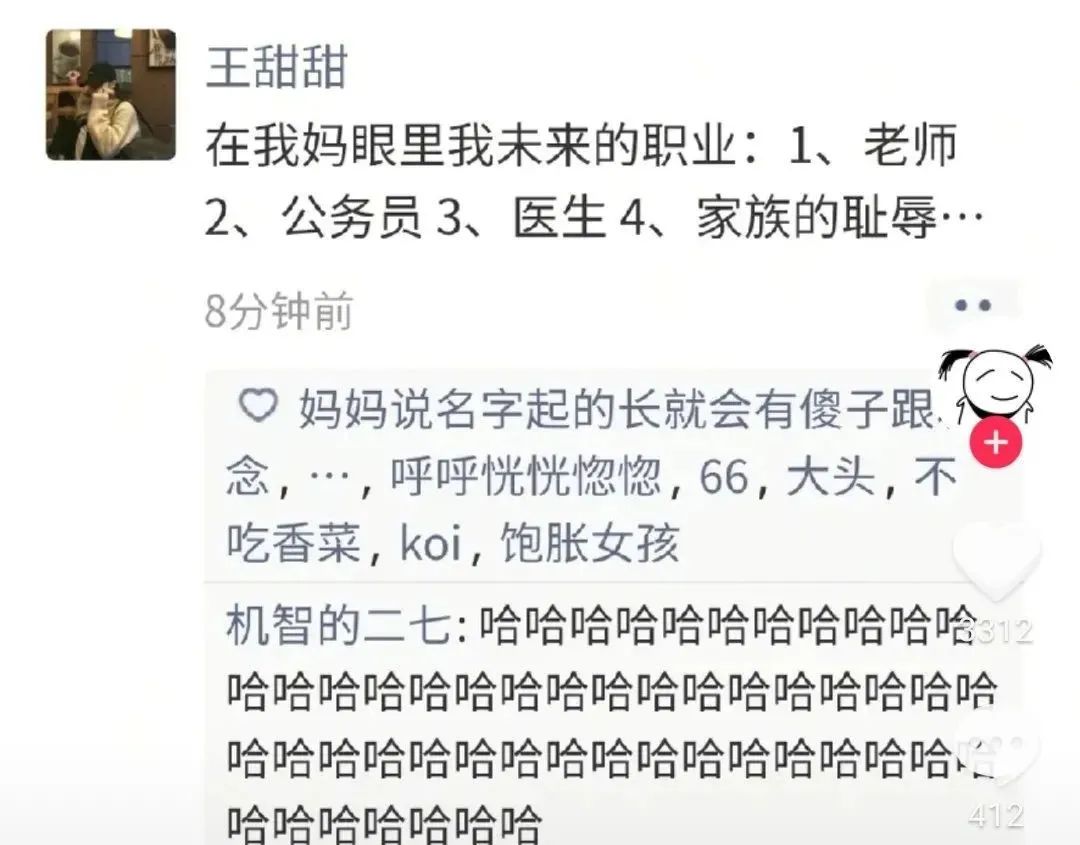 王甜甜
在我妈眼里我未来的职业：1、老师
2、公务员 3、医生 4、家族的耻辱…
8分钟前
妈妈说名字起的长就会有傻子跟
念, …, 呼呼恍恍惚惚, 66, 大头, 不
吃香菜, koi, 饱胀女孩
机智的二七: 哈哈哈哈哈哈哈哈哈哈哈
哈哈哈哈哈哈哈哈哈哈哈哈哈哈哈哈哈
哈哈哈哈哈哈哈哈哈哈哈哈哈哈哈哈哈
哈哈哈哈哈哈哈
3312
412